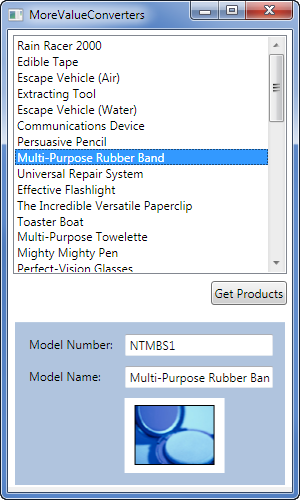 MoreValueConverters
Rain Racer 2000
Edible Tape
Escape Vehicle (Air)
Extracting Tool
Escape Vehicle (Water)
Communications Device
Persuasive Pencil
Multi-Purpose Rubber Band
Universal Repair System
Effective Flashlight
The Incredible Versatile Paperclip
Toaster Boat
Multi-Purpose Towelette
Mighty Mighty Pen
Perfect-Vision Glasses
Get Products
Model Number: NTMBS1
Model Name: Multi-Purpose Rubber Ban